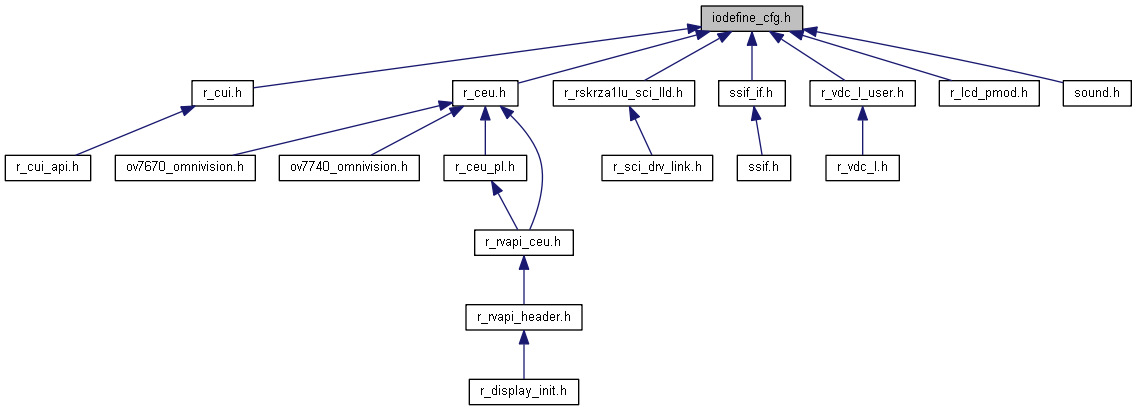 iodefine_cfg.h
r_cui.h
r_ceu.h
r_rskrza1lu_sci_lld.h
ssif_if.h
r_vdc_l_user.h
r_lcd_pmod.h
sound.h
r_cui_api.h
ov7670_omnivision.h
ov7740_omnivision.h
r_ceu_pl.h
r_sci_drv_link.h
ssif.h
r_vdc_l.h
r_rvapi_ceu.h
r_rvapi_header.h
r_display_init.h